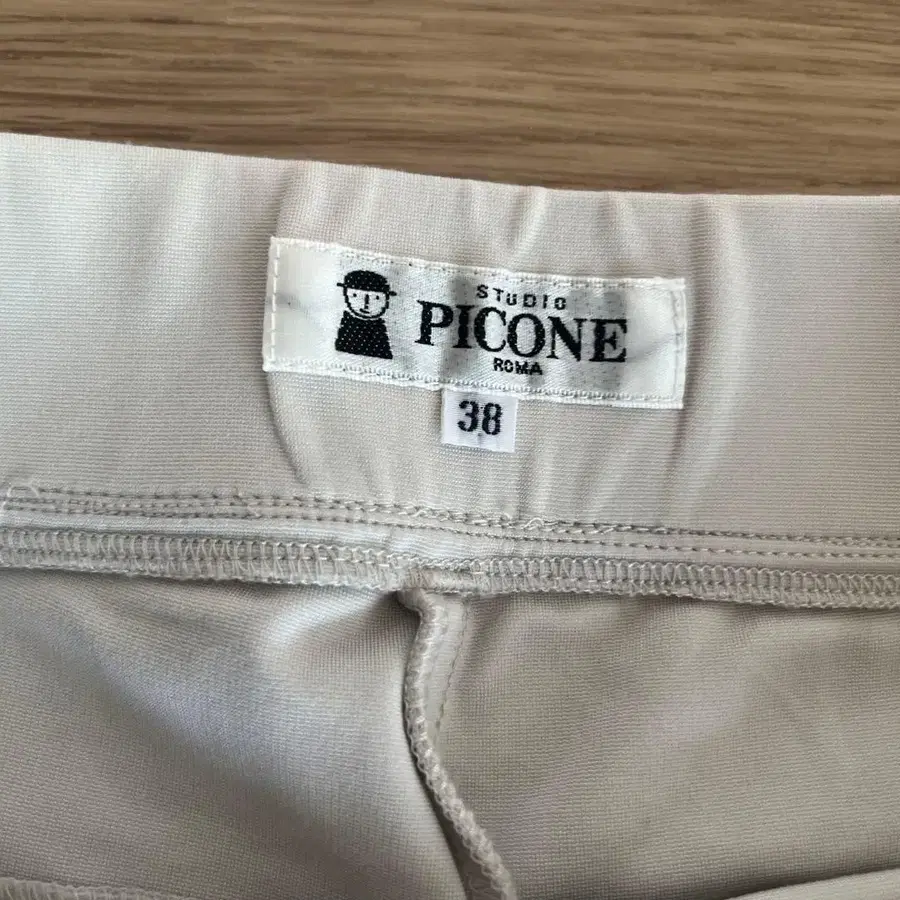 STUDIO
PICONE
ROMA
38